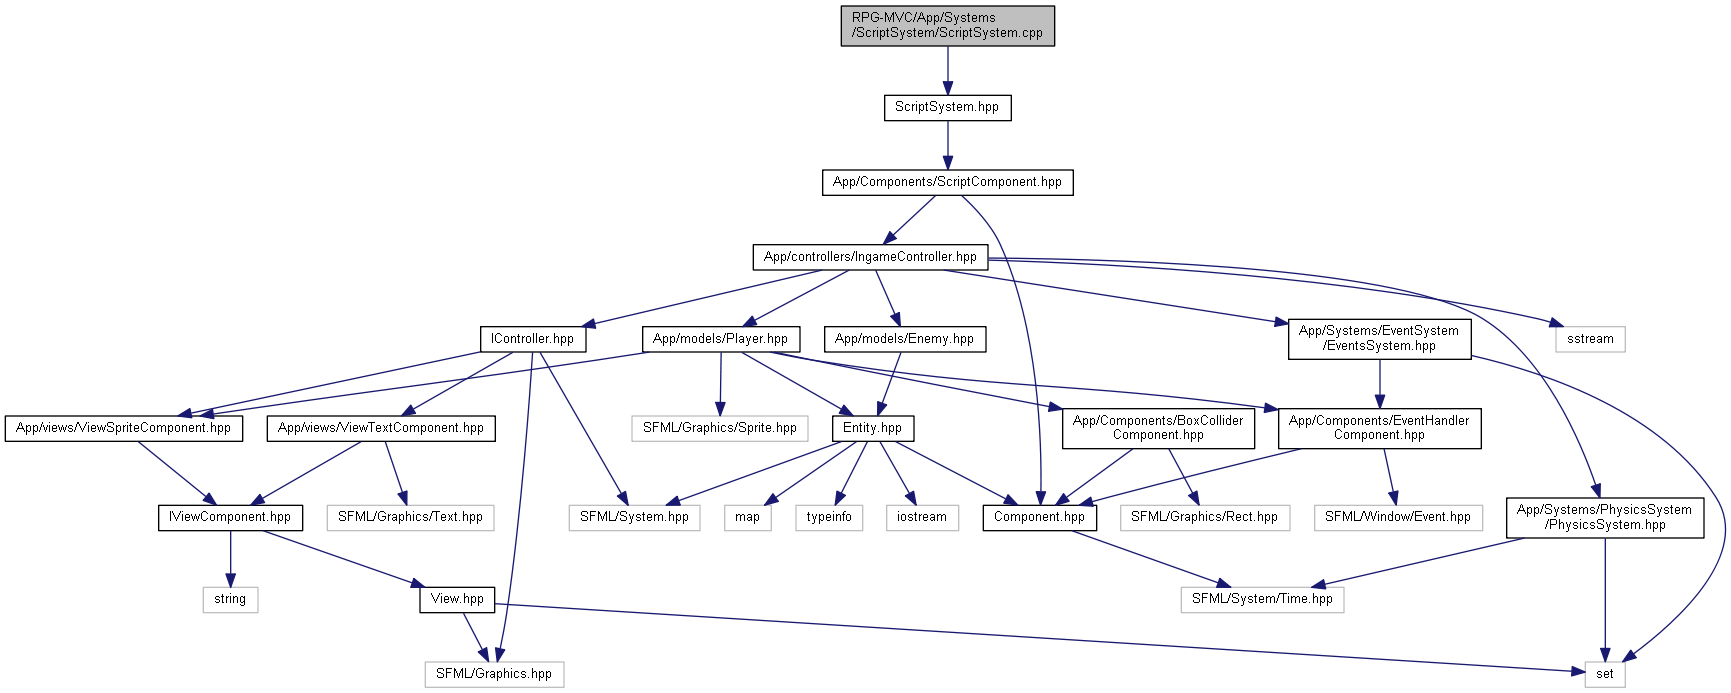 RPG-MVC/App/Systems
/ScriptSystem/ScriptSystem.cpp
ScriptSystem.hpp
App/Components/ScriptComponent.hpp
App/controllers/IngameController.hpp
IController.hpp
App/models/Player.hpp
App/models/Enemy.hpp
App/Systems/EventSystem
/EventsSystem.hpp
sstream
App/views/ViewSpriteComponent.hpp
App/views/ViewTextComponent.hpp
SFML/Graphics/Sprite.hpp
Entity.hpp
App/Components/BoxCollider
Component.hpp
App/Components/EventHandler
Component.hpp
IViewComponent.hpp
SFML/Graphics/Text.hpp
SFML/System.hpp
map
typeinfo
iostream
Component.hpp
SFML/Graphics/Rect.hpp
SFML/Window/Event.hpp
App/Systems/PhysicsSystem
/PhysicsSystem.hpp
string
View.hpp
SFML/System/Time.hpp
SFML/Graphics.hpp
set